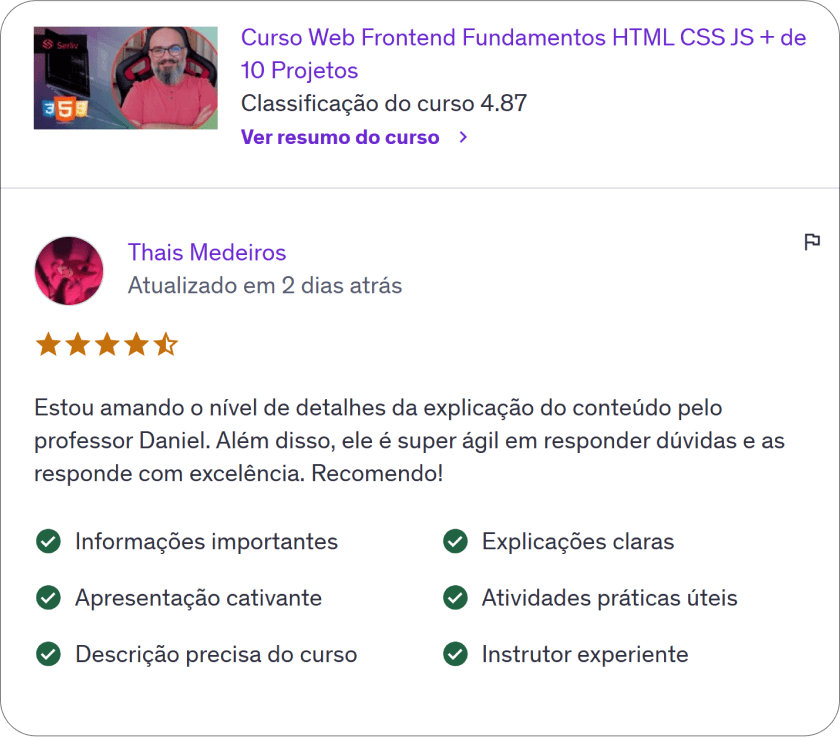 Curso Web Frontend Fundamentos HTML CSS JS + de
10 Projetos
Classificação do curso 4.87
Ver resumo do curso
3 5
Thais Medeiros
Atualizado em 2 dias atrás
Estou amando o nível de detalhes da explicação do conteúdo pelo
professor Daniel. Além disso, ele é super ágil em responder dúvidas e as
responde com excelência. Recomendo!
Informações importantes
Explicações claras
Apresentação cativante
Atividades práticas úteis
Descrição precisa do curso
Instrutor experiente